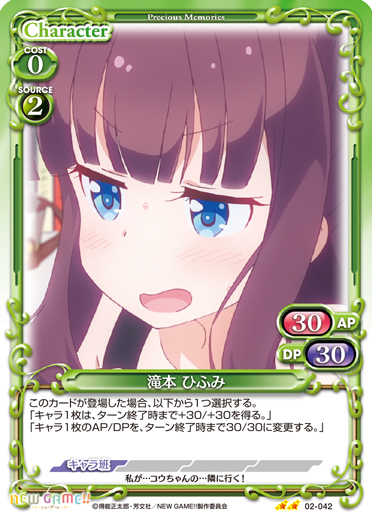 Precious Memories
Character
COST
0
SOURCE
2
30 AP
DP 30
滝本 ひふみ
このカードが登場した場合、以下から1つ選択する。
「キャラ1枚は、ターン終了時まで+30/+30を得る。」
「キャラ1枚のAP/DPを、ターン終了時まで30/30に変更する。」
キャラ班
私が…コウちゃんの…隣に行く!
NEW GAME!!
©得能正太郎・芳文社/NEW GAME!!製作委員会
02-042